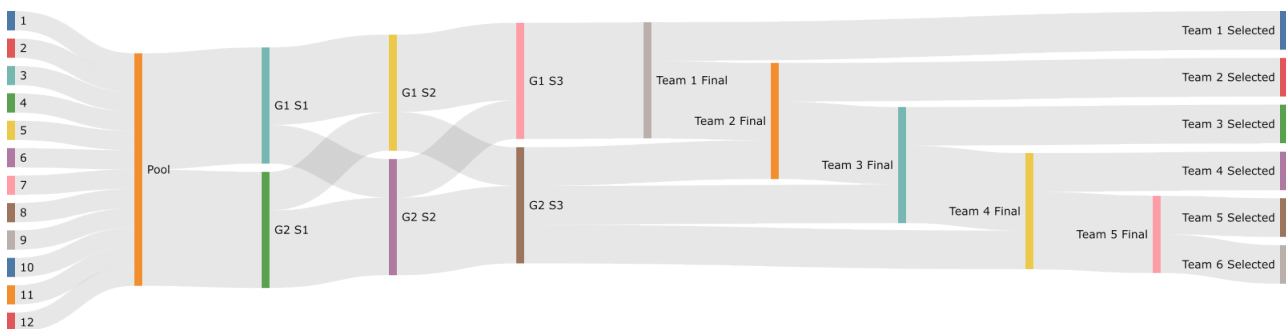 1
2
3
4
5
6
7
8
9
10
11
12
Pool
G1 S1
G2 S1
G1 S2
G2 S2
G1 S3
G2 S3
Team 1 Final
Team 2 Final
Team 3 Final
Team 4 Final
Team 5 Final
Team 1 Selected
Team 2 Selected
Team 3 Selected
Team 4 Selected
Team 5 Selected
Team 6 Selected